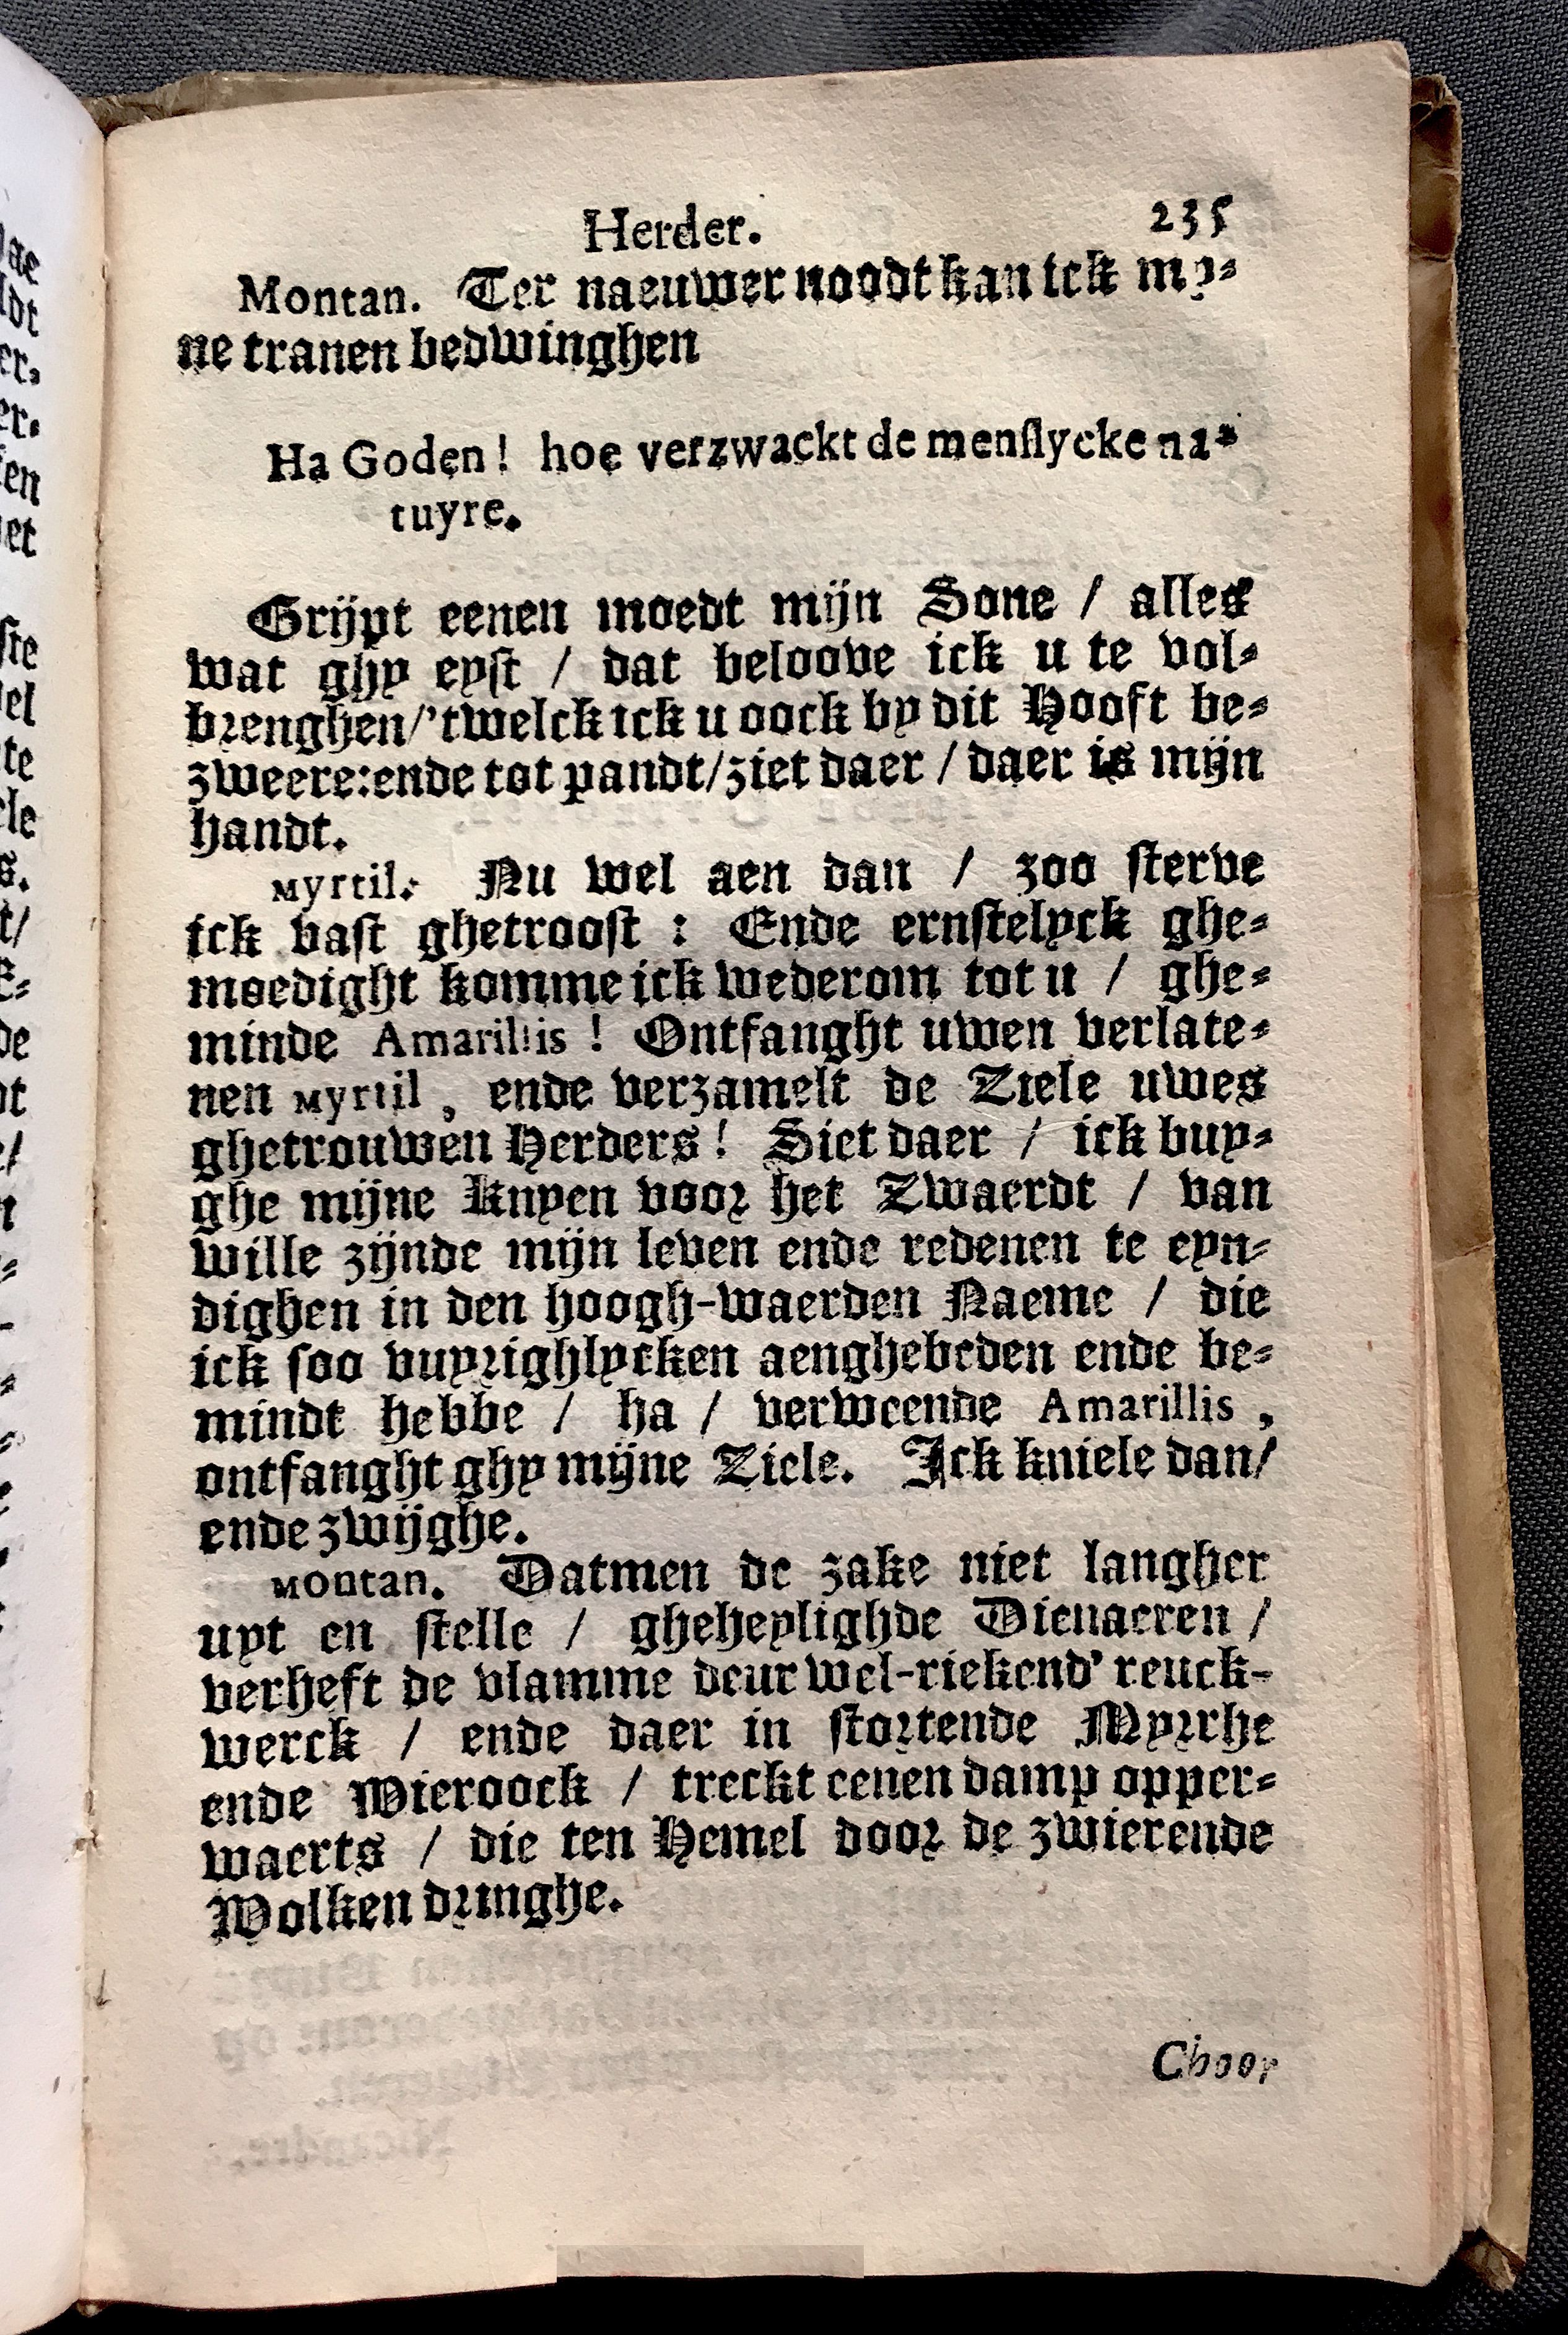 Herder. 235
Montan. Ter naeuwer noodt kan ick my-
ne tranen bedwinghen
Ha Goden! hoe verzwackt de menslycke na-
tuyre.
Grijpt eenen moedt mijn Sone / alles
wat ghy eyst / dat beloove ick u te vol-
brenghen/'twelck ick u oock by dit Hooft be-
zweere:ende tot pandt/ziet daer / daer is mijn
handt.
Myrtil. Nu wel aen dan / zoo sterve
ick vast ghetroost : Ende ernstelyck ghe-
moedight komme ick wederom tot u / ghe-
minde Amarillis ! Ontfanght uwen verlate-
nen Myrtil , ende verzamelt de Ziele uwes
ghetrouwen Herders! Siet daer / ick buy-
ghe mijne Knyen voor het Zwaerdt / van
wille zijnde mijn leven ende redenen te eyn-
dighen in den hoogh-waerden Naeme / die
ick soo vuyrighlycken aenghebeden ende be-
mindt hebbe / ha / verweende Amarillis ,
ontfanght ghy mijne Ziele. Ick kniele dan/
ende zwijghe.
Montan. Datmen de zake niet langher
uyt en stelle / gheheylighde Dienaeren /
verheft de vlamme deur wel-riekend' reuck-
werck / ende daer in stortende Myrrhe
ende Wieroock / treckt eenen damp opper-
waerts / die ten Hemel door de zwierende
Wolken dringhe.
Choor